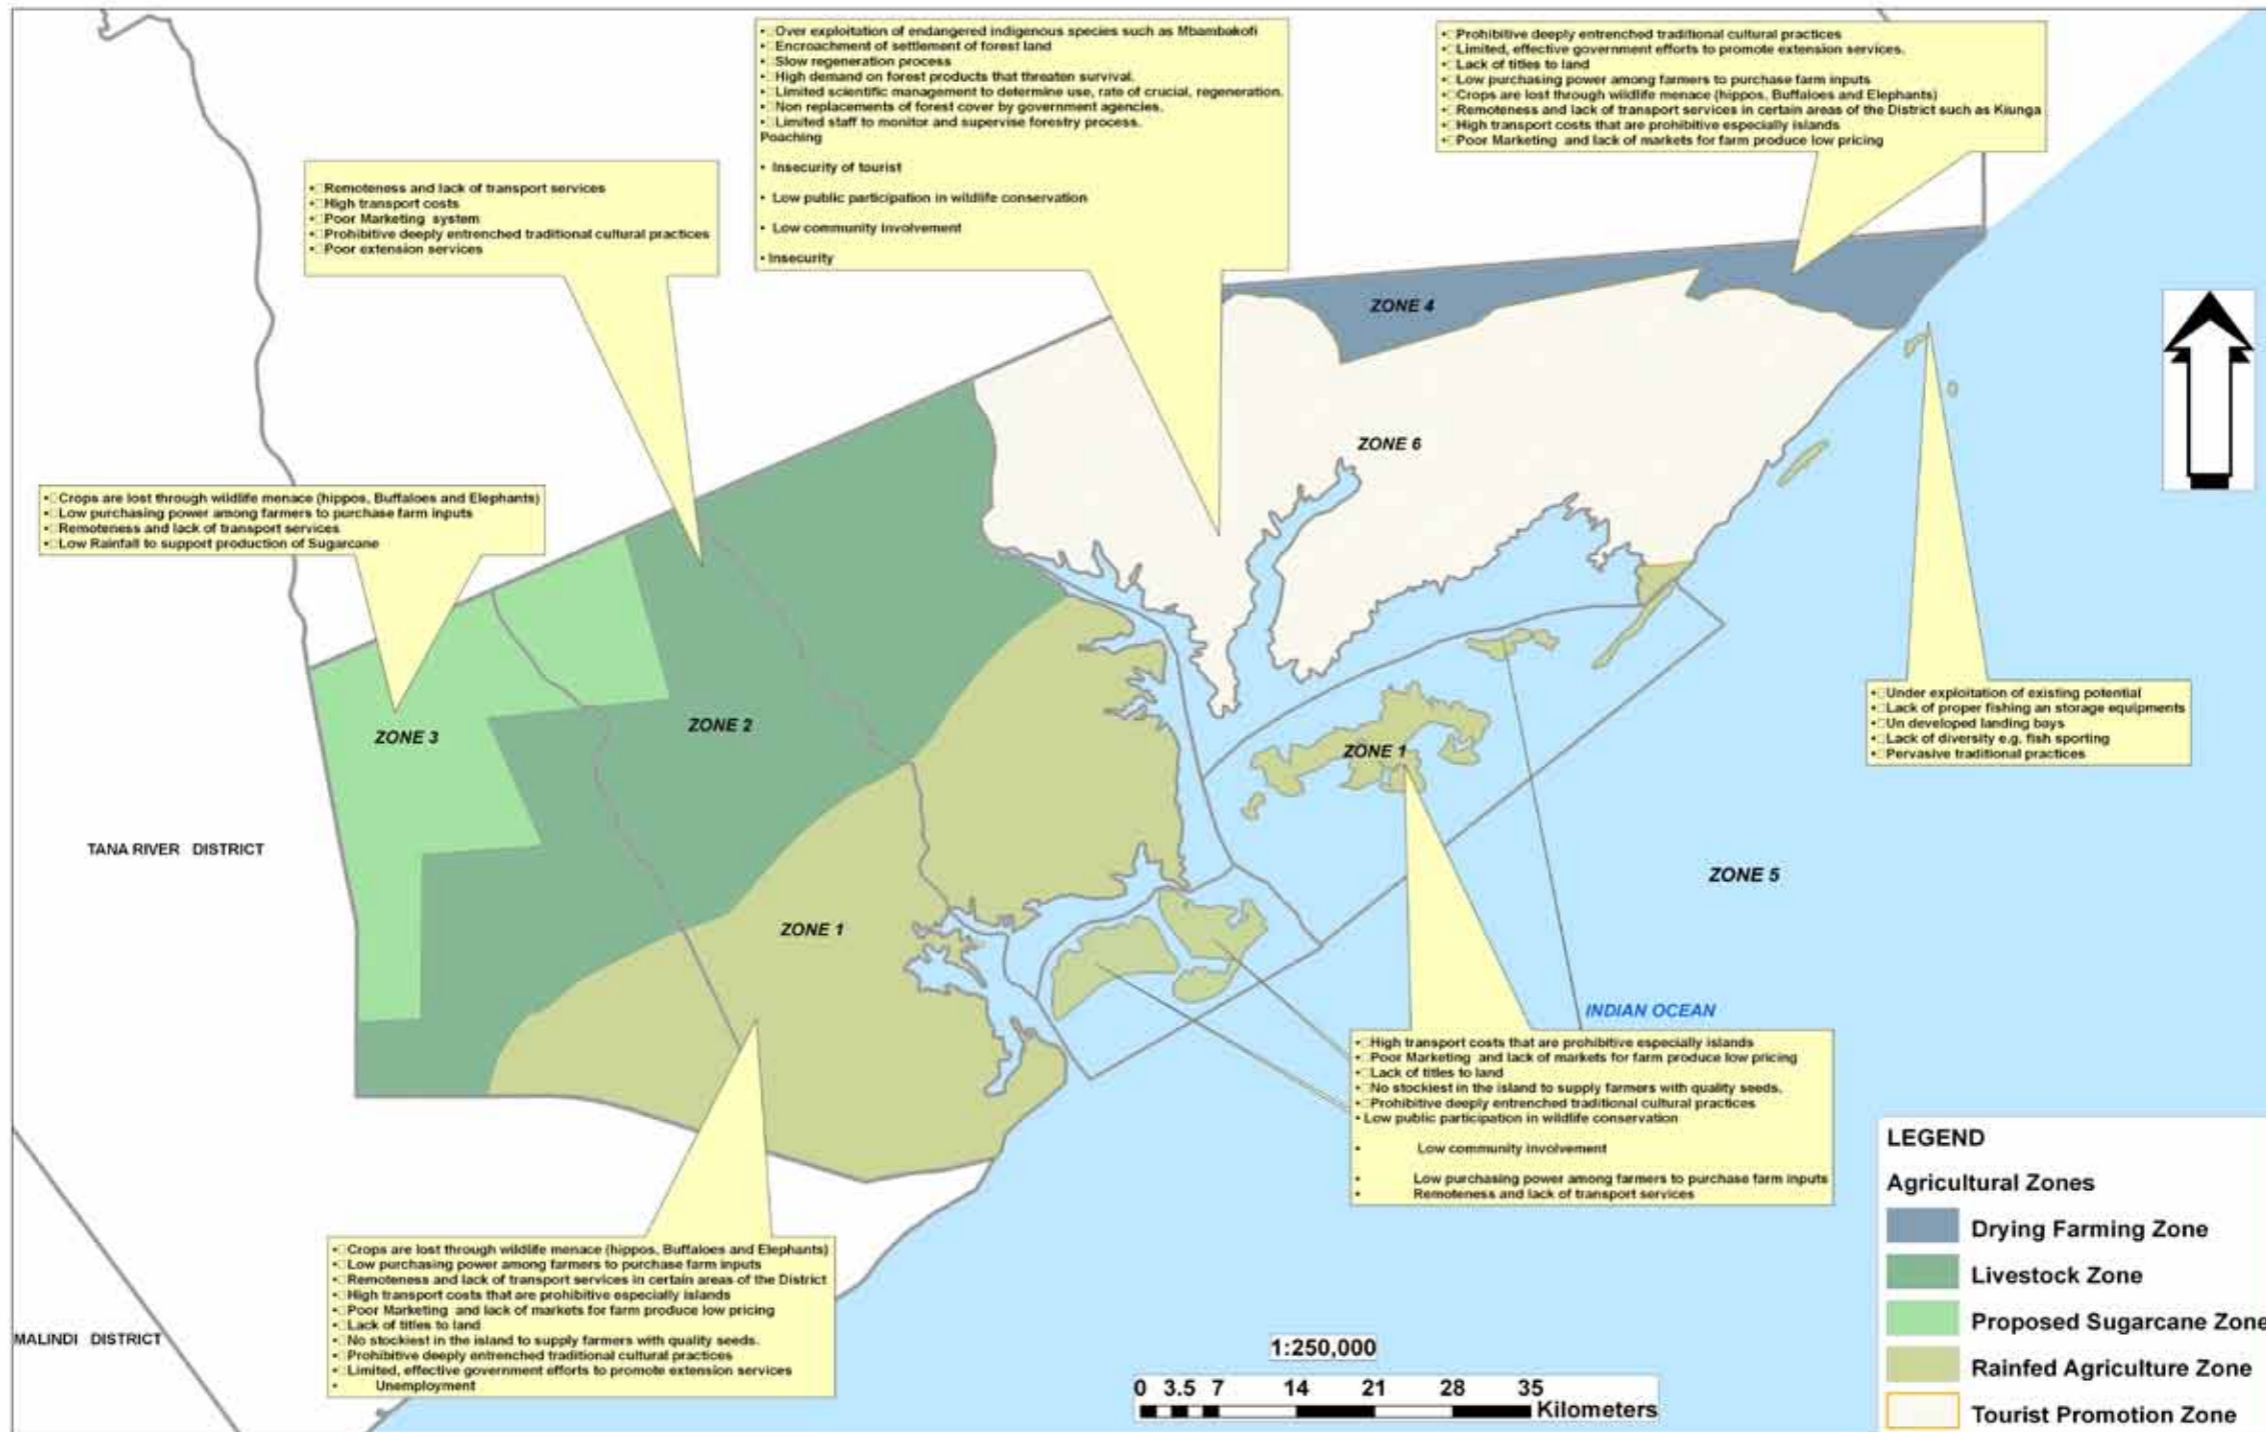 •□Over exploitation of endangered indigenous species such as Mbambakofi
•□Encroachment of settlement of forest land
•□Slow regeneration process
•□High demand on forest products that threaten survival.
•□Limited scientific management to determine use, rate of crucial, regeneration.
•□Non replacements of forest cover by government agencies.
•□Limited staff to monitor and supervise forestry process.
Poaching
• Insecurity of tourist
• Low public participation in wildlife conservation
• Low community involvement
• Insecurity
•□Prohibitive deeply entrenched traditional cultural practices
•□Limited, effective government efforts to promote extension services.
•□Lack of titles to land
•□Low purchasing power among farmers to purchase farm inputs
•□Crops are lost through wildlife menace (hippos, Buffaloes and Elephants)
•□Remoteness and lack of transport services in certain areas of the District such as Kiunga
•□High transport costs that are prohibitive especially islands
•□Poor Marketing and lack of markets for farm produce low pricing
•□Remoteness and lack of transport services
•□High transport costs
•□Poor Marketing system
•□Prohibitive deeply entrenched traditional cultural practices
•□Poor extension services
ZONE 4
ZONE 6
•□Crops are lost through wildlife menace (hippos, Buffaloes and Elephants)
•□Low purchasing power among farmers to purchase farm inputs
•□Remoteness and lack of transport services
•□Low Rainfall to support production of Sugarcane
ZONE 3
ZONE 2
ZONE 1
•□Under exploitation of existing potential
•□Lack of proper fishing an storage equipments
•□Un developed landing bays
•□Lack of diversity e.g. fish sporting
•□Pervasive traditional practices
TANA RIVER DISTRICT
ZONE 5
ZONE 1
INDIAN OCEAN
•□High transport costs that are prohibitive especially islands
•□Poor Marketing and lack of markets for farm produce low pricing
•□Lack of titles to land
•□No stockiest in the island to supply farmers with quality seeds.
•□Prohibitive deeply entrenched traditional cultural practices
• Low public participation in wildlife conservation
• Low community involvement
• Low purchasing power among farmers to purchase farm inputs
• Remoteness and lack of transport services
•□Crops are lost through wildlife menace (hippos, Buffaloes and Elephants)
•□Low purchasing power among farmers to purchase farm inputs
•□Remoteness and lack of transport services in certain areas of the District
•□High transport costs that are prohibitive especially islands
•□Poor Marketing and lack of markets for farm produce low pricing
•□Lack of titles to land
•□No stockiest in the island to supply farmers with quality seeds.
•□Prohibitive deeply entrenched traditional cultural practices
•□Limited, effective government efforts to promote extension services
• Unemployment
MALINDI DISTRICT
1:250,000
0 3.5 7 14 21 28 35
Kilometers
LEGEND
Agricultural Zones
Drying Farming Zone
Livestock Zone
Proposed Sugarcane Zone
Rainfed Agriculture Zone
Tourist Promotion Zone